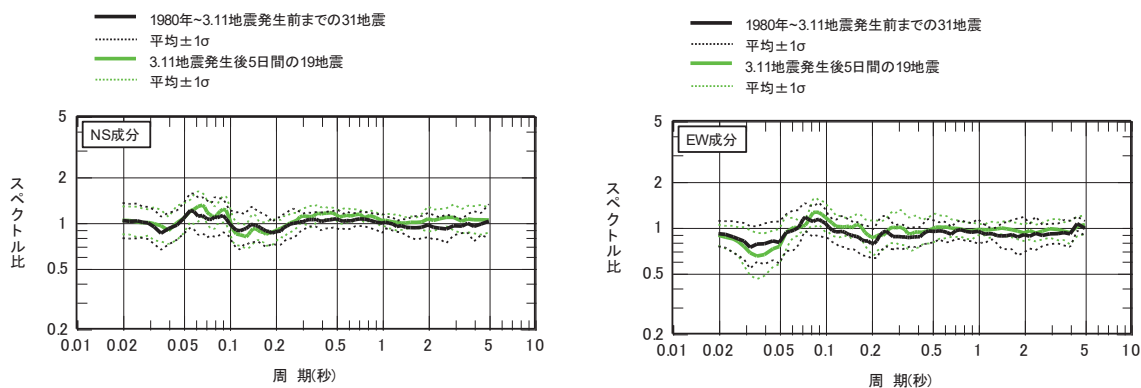 1980年~3.11地震発生前までの31地震
平均±1σ
3.11地震発生後5日間の19地震
平均±1σ
NS成分
スペクトル比
5
2
1
0.5
0.2
0.01 0.02 0.05 0.1 0.2 0.5 1 2 5 10
周 期(秒)
1980年~3.11地震発生前までの31地震
平均±1σ
3.11地震発生後5日間の19地震
平均±1σ
EW成分
スペクトル比
5
2
1
0.5
0.2
0.01 0.02 0.05 0.1 0.2 0.5 1 2 5 10
周 期(秒)